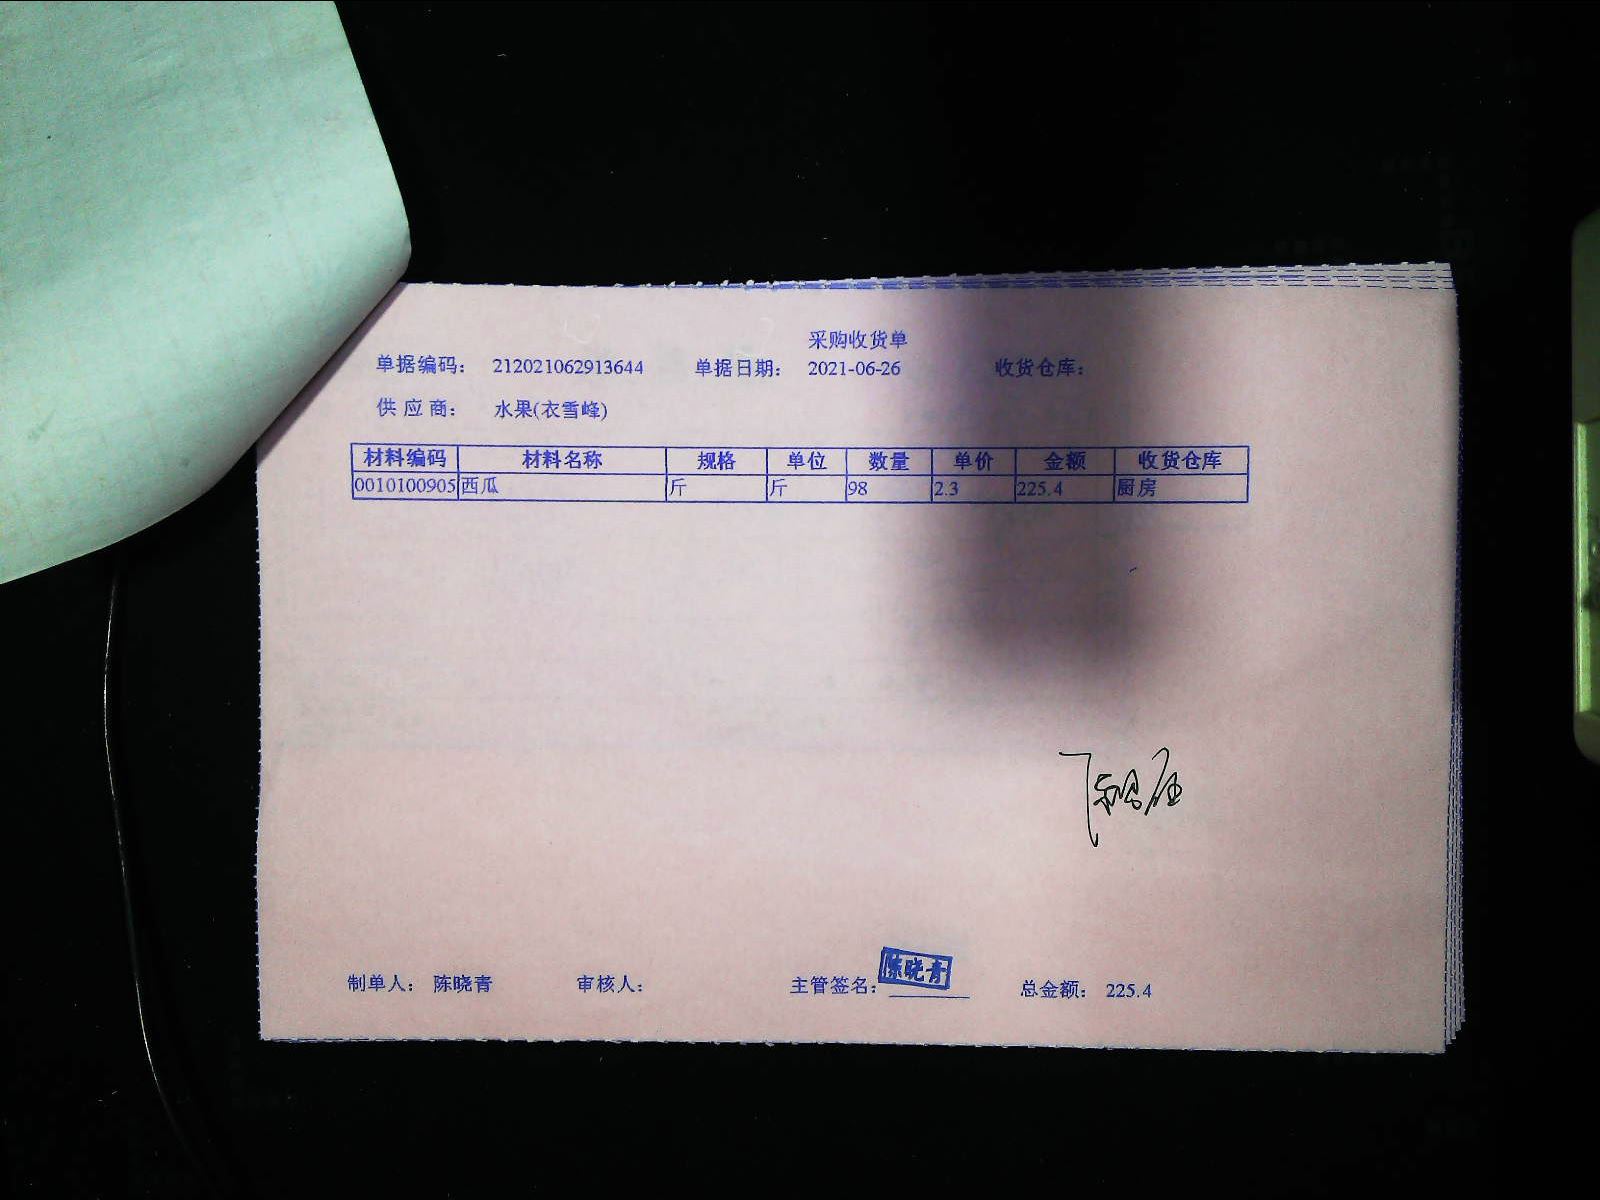 采购收货单
单据编码： 212021062913644 单据日期： 2021-06-26 收货仓库：
供 应 商： 水果(衣雪峰)
材料编码 材料名称 规格 单位 数量 单价 金额 收货仓库
0010100905 西瓜 斤 斤 98 2.3 225.4 厨房
制单人： 陈晓青 审核人： 主管签名： 陈晓青 总金额： 225.4